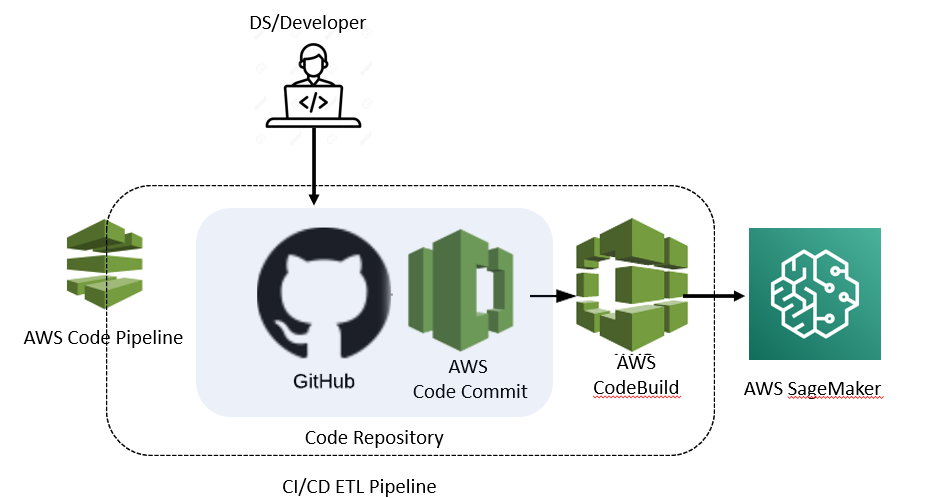 DS/Developer
</>
GitHub
AWS
Code Commit
AWS
CodeBuild
AWS Code Pipeline
AWS SageMaker
Code Repository
CI/CD ETL Pipeline